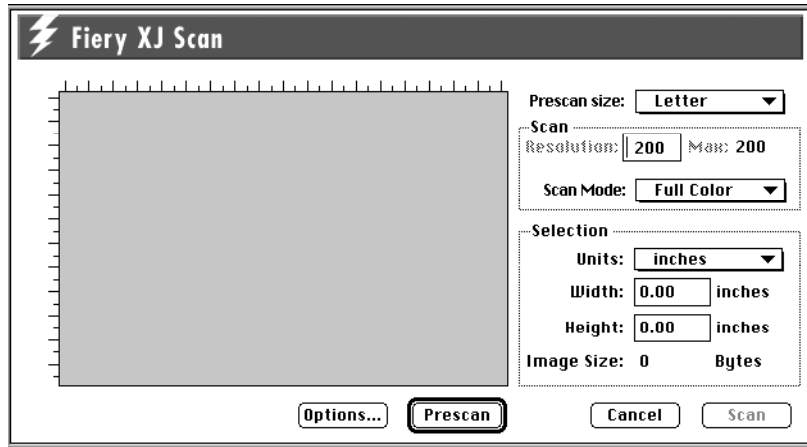 Fiery XJ Scan
Prescan size: Letter
Scan
Resolution: 200 Max: 200
Scan Mode: Full Color
Selection
Units: inches
Width: 0.00 inches
Height: 0.00 inches
Image Size: 0 Bytes
Options... Prescan Cancel Scan